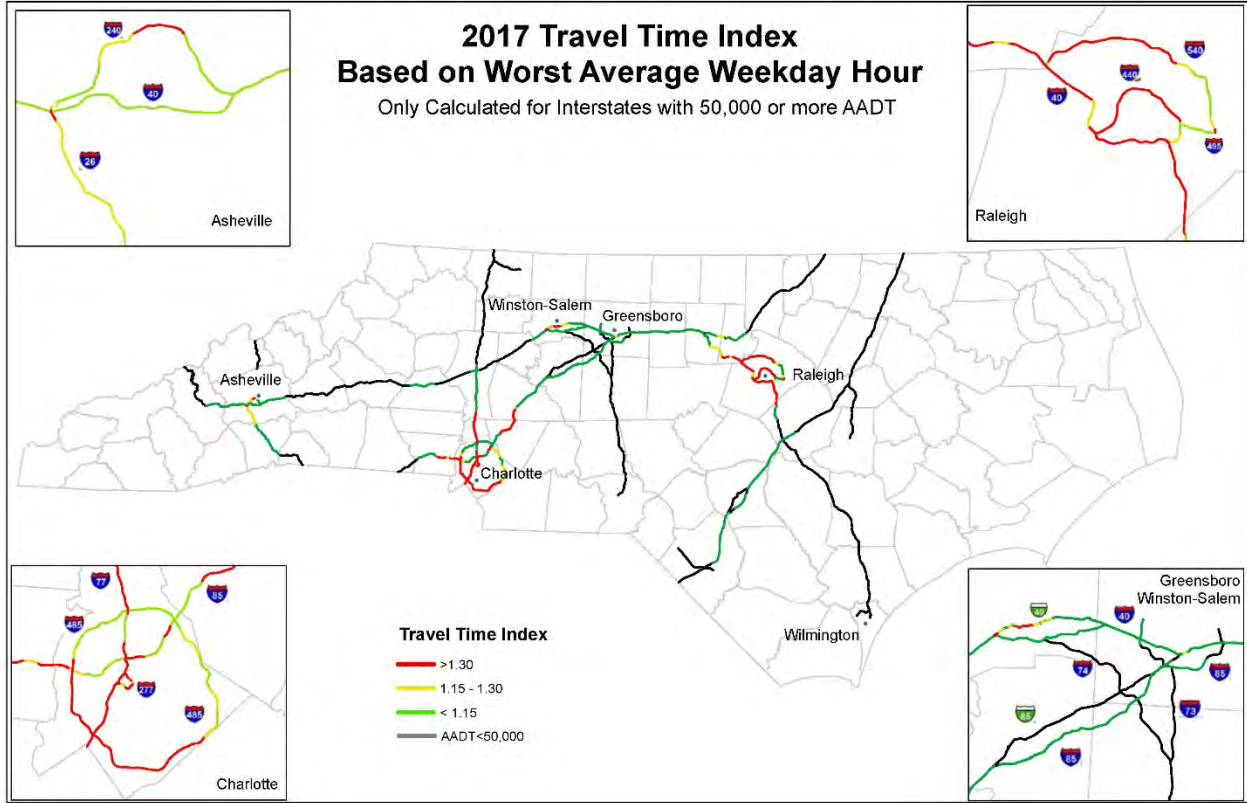 2017 Travel Time Index
Based on Worst Average Weekday Hour
Only Calculated for Interstates with 50,000 or more AADT
240
40
26
Asheville
540
440
40
495
Raleigh
Winston-Salem
Greensboro
Asheville
Raleigh
Charlotte
Wilmington
77
85
485
277
485
Charlotte
Travel Time Index
>1.30
1.15 - 1.30
< 1.15
AADT<50,000
Greensboro
Winston-Salem
40
40
74
85
85
73
85